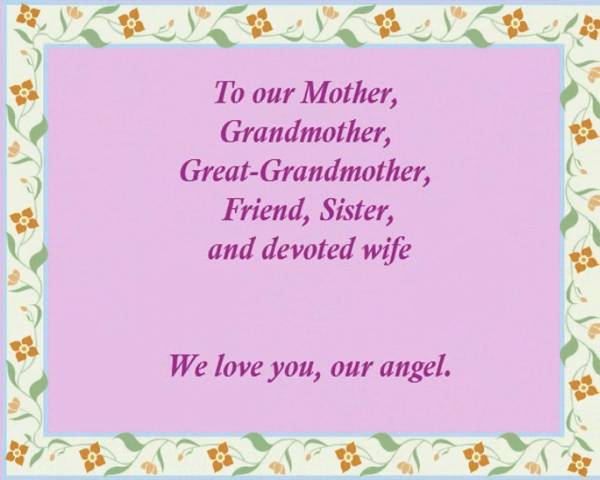 To our Mother,
Grandmother,
Great-Grandmother,
Friend, Sister,
and devoted wife
We love you, our angel.